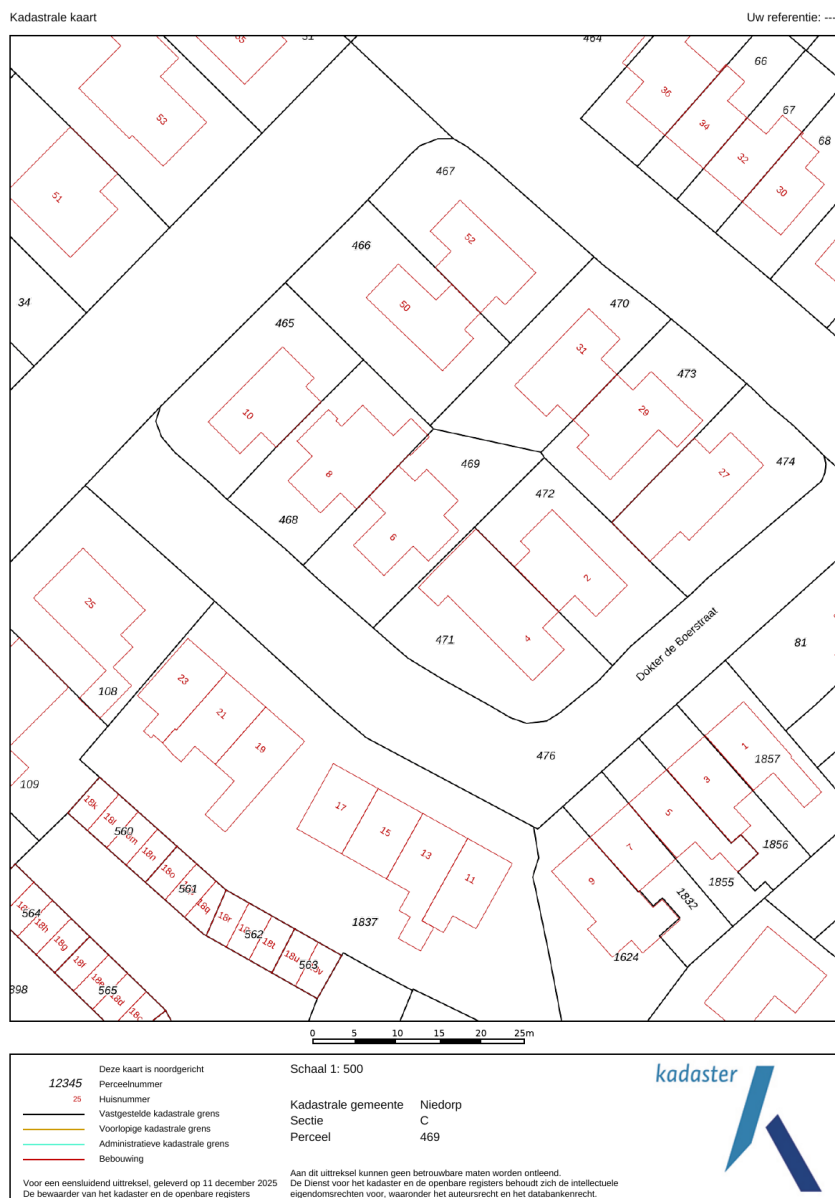 Kadastrale kaart
Uw referentie: ---
464
66
36
34
67
53
68
32
467
30
51
466
52
34
50
465
470
31
473
10
29
469
474
8
472
27
468
6
2
25
471
4
Dokter de Boerstraat
81
23
108
21
476
19
1
1857
3
109
17
5
15
18k
560
7
1856
13
18n
11
9
18o
1855
561
1832
18q
564
18r
1837
18h
562
18t
18g
563
18f
1624
565
18d
0 5 10 15 20 25m
Deze kaart is noordgericht
12345 Perceelnummer
25 Huisnummer
Vastgestelde kadastrale grens
Voorlopige kadastrale grens
Administratieve kadastrale grens
Bebouwing
Voor een eensluidend uittreksel, geleverd op 11 december 2025
De bewaarder van het kadaster en de openbare registers
Schaal 1: 500
Kadastrale gemeente Niedorp
Sectie C
Perceel 469
Aan dit uittreksel kunnen geen betrouwbare maten worden ontleend.
De Dienst voor het kadaster en de openbare registers behoudt zich de intellectuele
eigendomsrechten voor, waaronder het auteursrecht en het databankenrecht.
kadaster